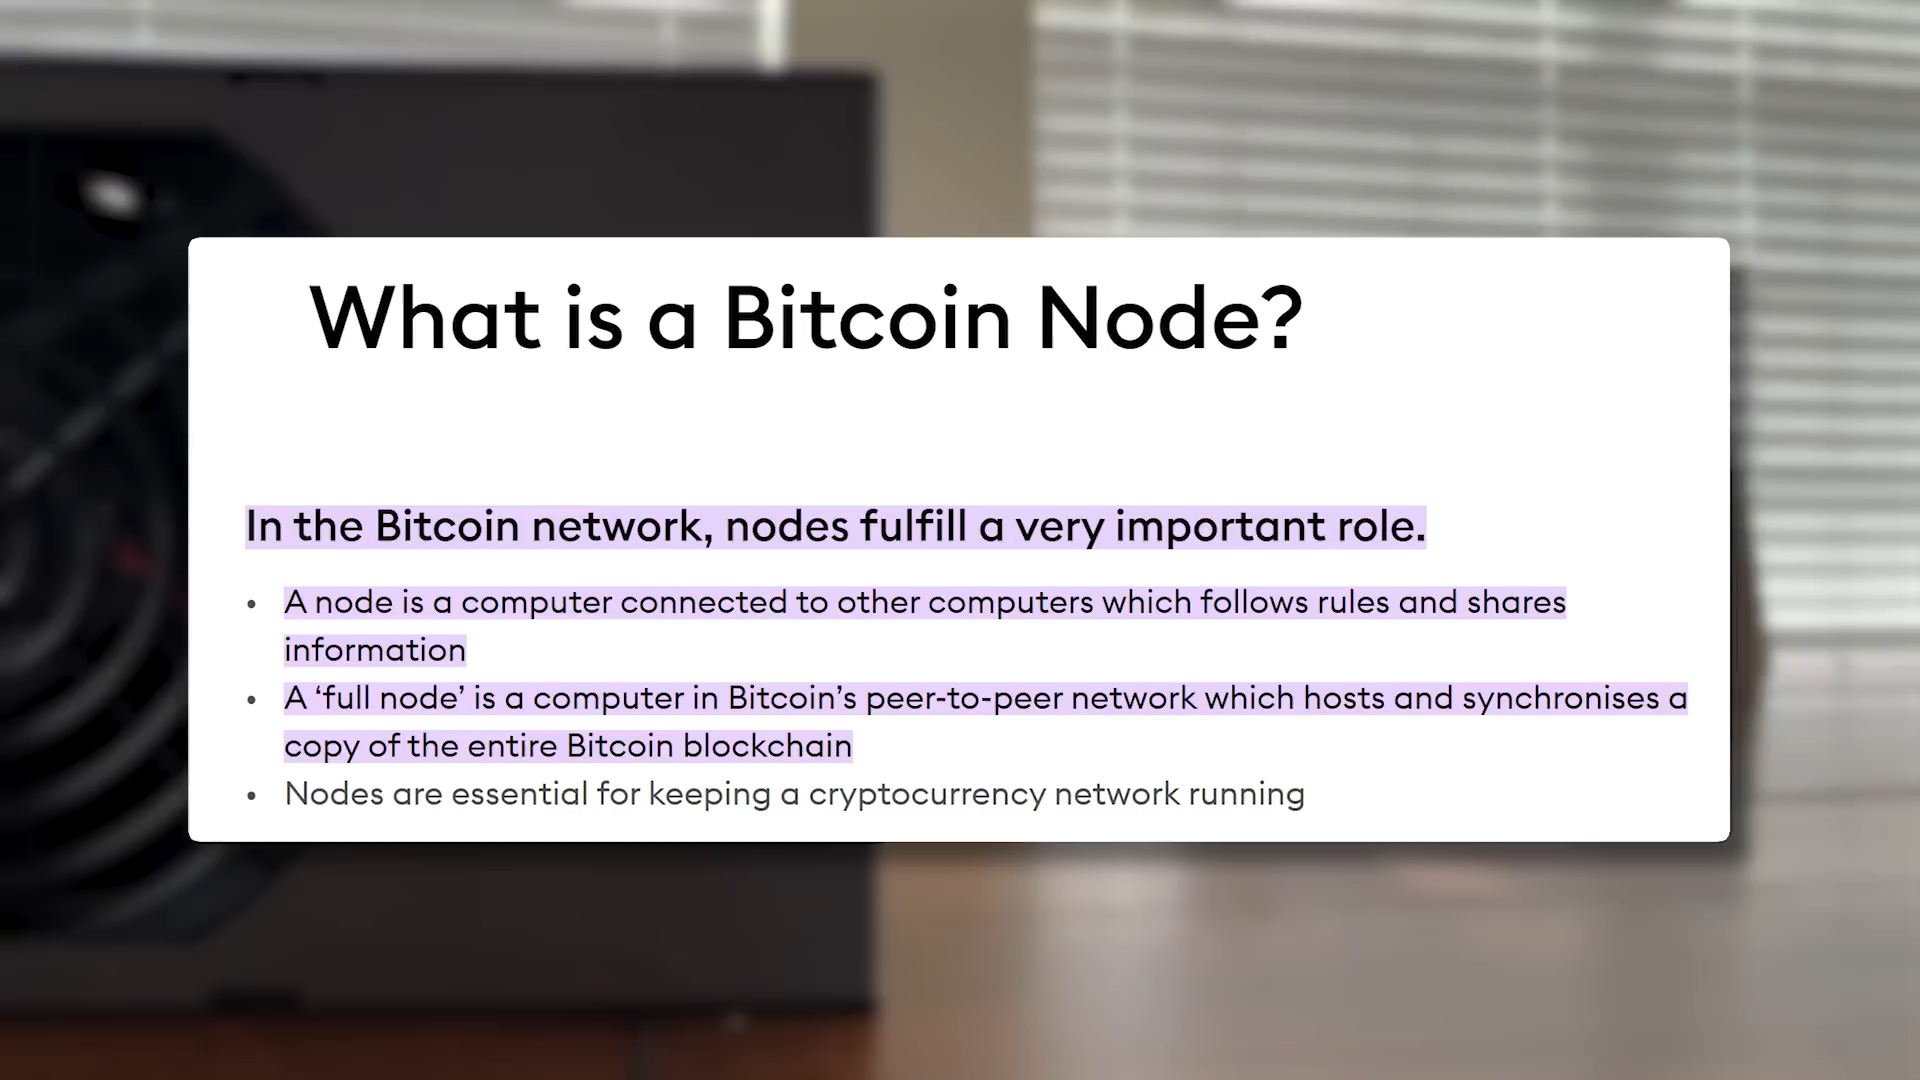 What is a Bitcoin Node?
In the Bitcoin network, nodes fulfill a very important role.
• A node is a computer connected to other computers which follows rules and shares
information
• A ‘full node’ is a computer in Bitcoin’s peer-to-peer network which hosts and synchronises a
copy of the entire Bitcoin blockchain
• Nodes are essential for keeping a cryptocurrency network running